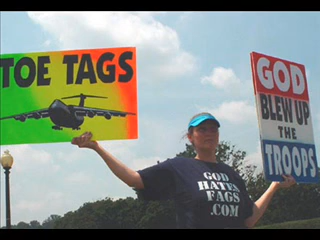 TOE TAGS
GOD
BLEW UP
THE
TROOPS
GOD
HATES
FAGS
.COM